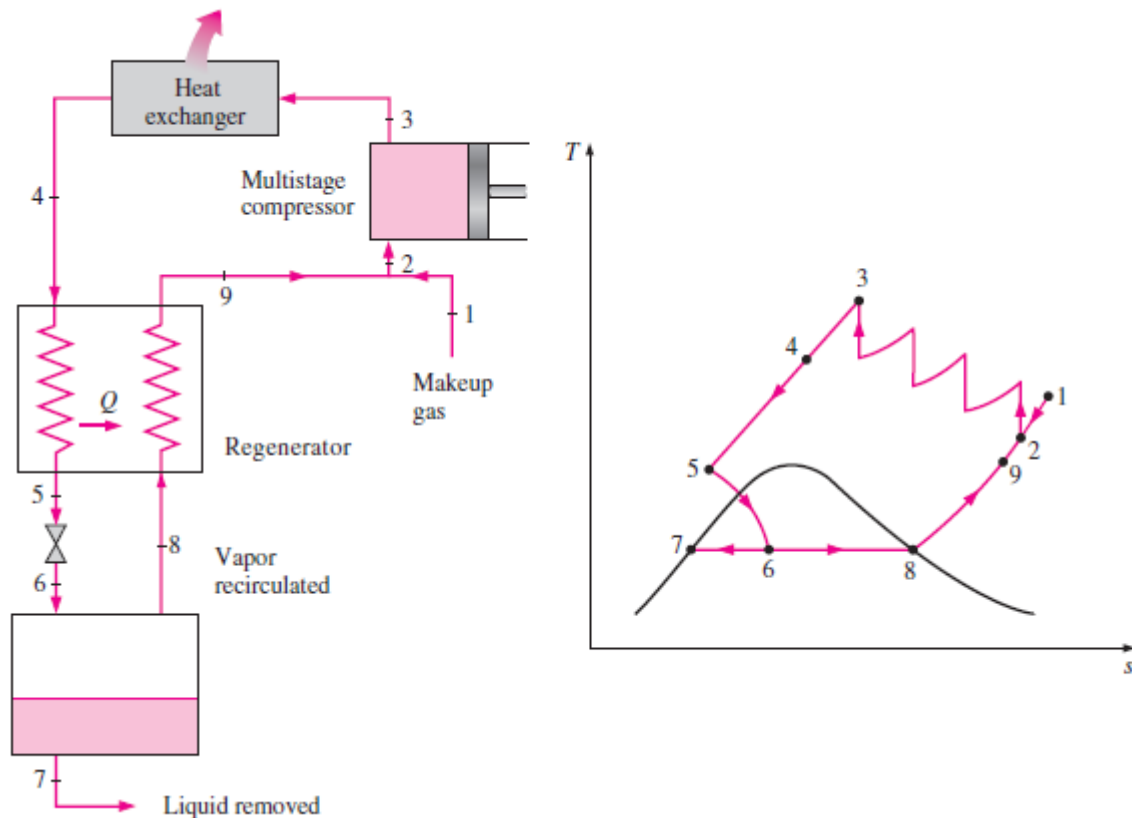 Heat
exchanger
3
Multistage
compressor
4
2
9
1
Makeup
gas
Q
Regenerator
5
8
Vapor
recirculated
6
7
Liquid removed
T
3
4
1
2
9
5
7
6
8
s